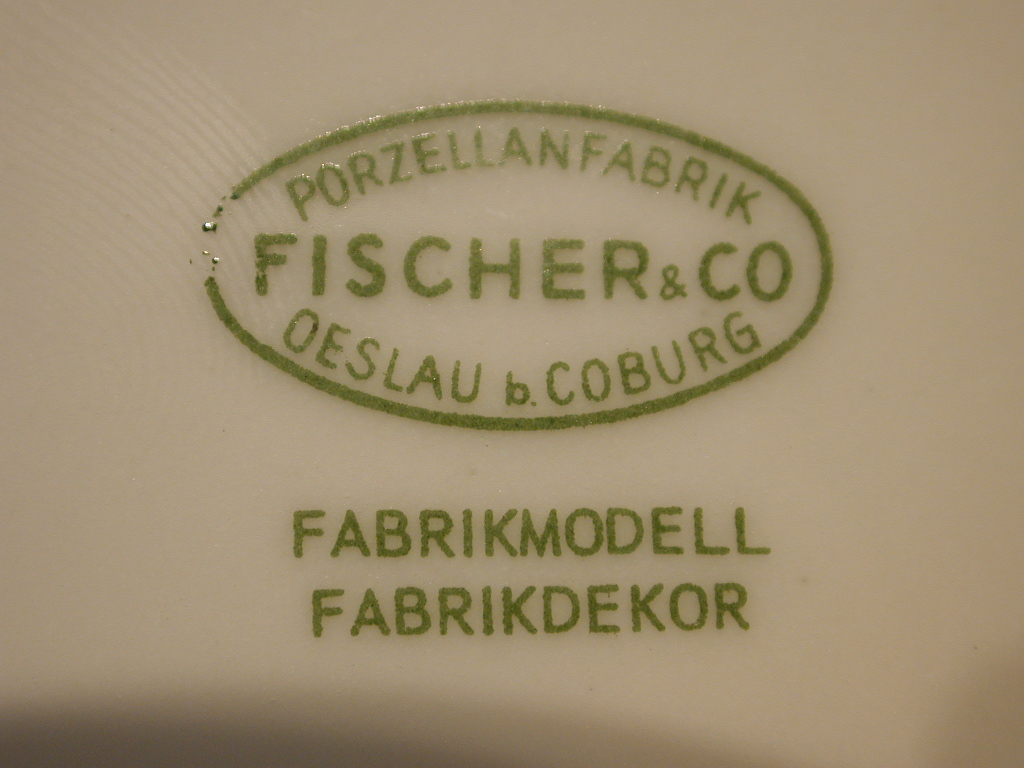 PORZELLANFABRIK
FISCHER & CO
OESLAU b. COBURG
FABRIKMODELL
FABRIKDEKOR